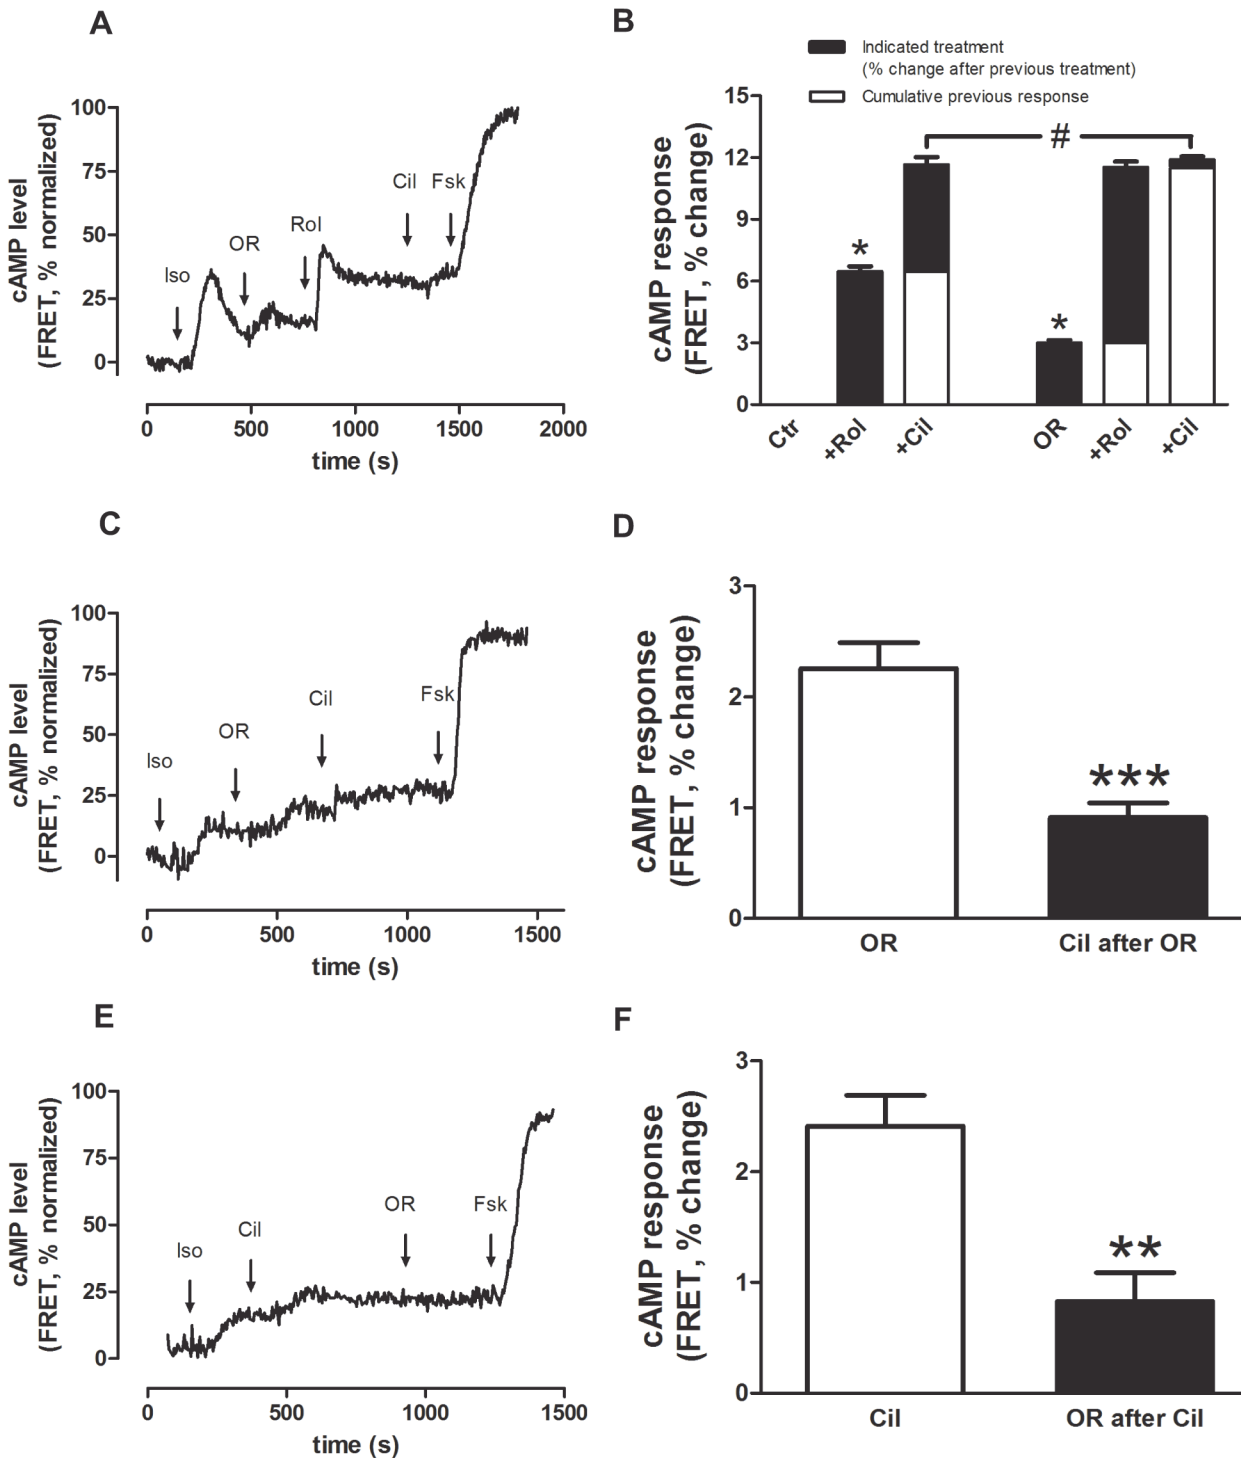 A
cAMP level
(FRET, % normalized)
100
75
50
25
0
Iso
OR
Rol
Cil
Fsk
0
500
1000
1500
2000
time (s)
B
Indicated treatment
(% change after previous treatment)
Cumulative previous response
cAMP response
(FRET, % change)
15
12
9
6
3
0
*
*
#
Ctr
+Rol
+Cil
OR
+Rol
+Cil
C
cAMP level
(FRET, % normalized)
100
75
50
25
0
Iso
OR
Cil
Fsk
0
500
1000
1500
time (s)
D
cAMP response
(FRET, % change)
3
2
1
0
***
OR
Cil after OR
E
cAMP level
(FRET, % normalized)
100
75
50
25
0
Iso
Cil
OR
Fsk
0
500
1000
1500
time (s)
F
cAMP response
(FRET, % change)
3
2
1
0
**
Cil
OR after Cil